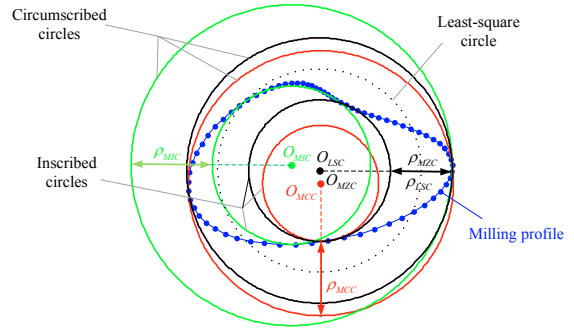 Circumscribed
circles
Least-square
circle
ρMIC
OMIC
OLSC
ρMZC
Inscribed
circles
OMZC
ρLSC
OMCC
Milling profile
ρMCC